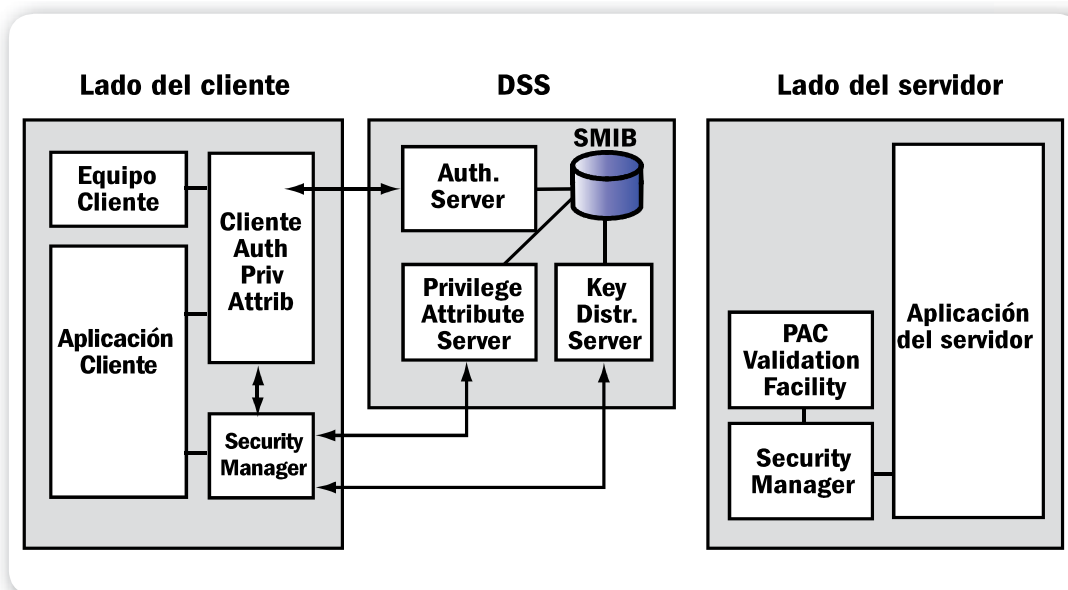 Lado del cliente
DSS
Lado del servidor
Equipo
Cliente
Cliente
Auth
Priv
Attrib
Aplicación
Cliente
Security
Manager
SMIB
Auth.
Server
Privilege
Attribute
Server
Key
Distr.
Server
PAC
Validation
Facility
Security
Manager
Aplicación
del servidor